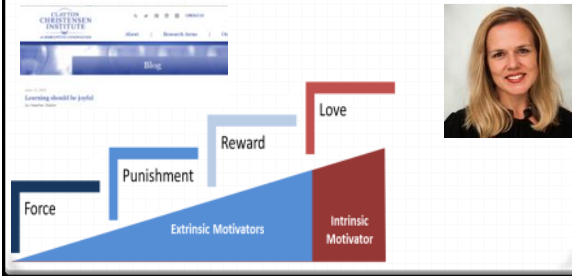 CLAYTON
CHRISTENSEN
INSTITUTE
About | Research Areas |
Blog
Learning should be joyful
Love
Reward
Punishment
Force
Extrinsic Motivators
Intrinsic
Motivator